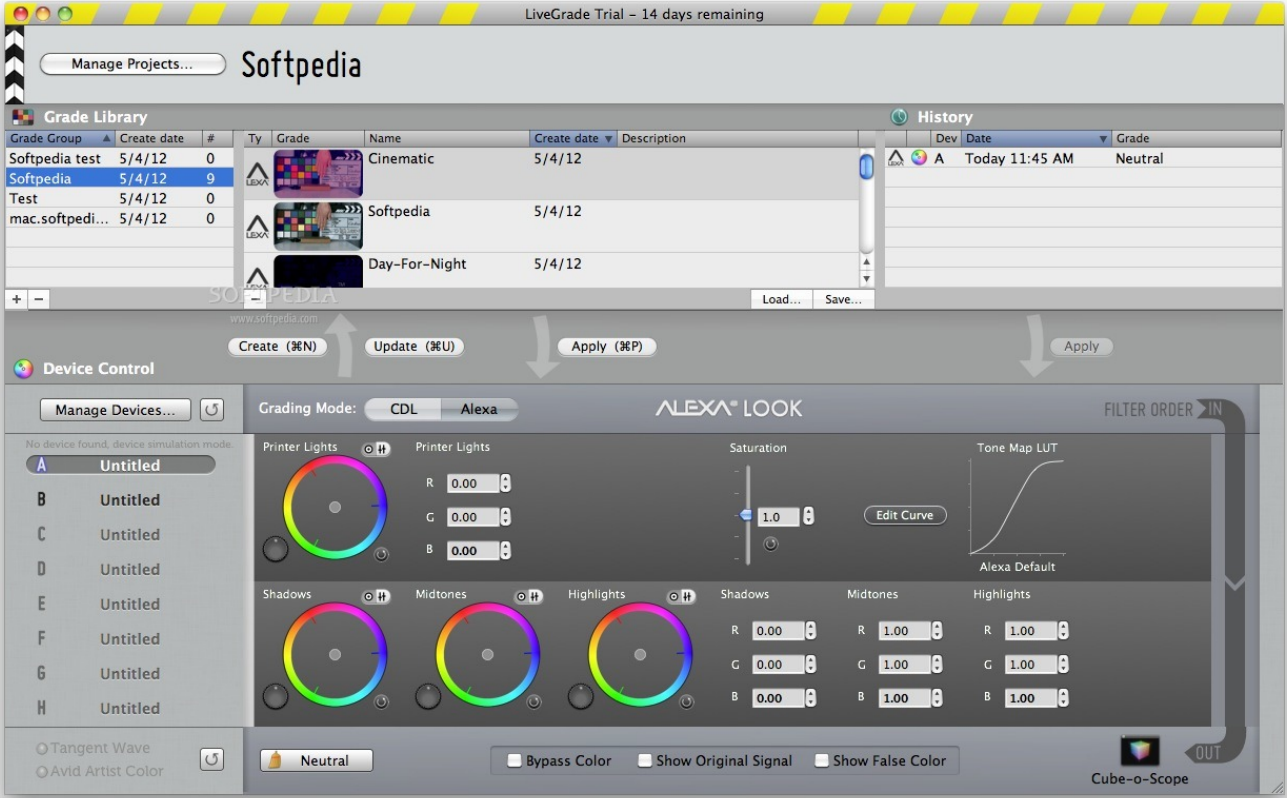 LiveGrade Trial – 14 days remaining
Manage Projects...
Softpedia
Grade Library
History
Grade Group Create date #
Ty Grade Name Create date Description
Dev Date Grade
Softpedia test 5/4/12 0
Softpedia 5/4/12 9
Test 5/4/12 0
mac.softpedi... 5/4/12 0
Cinematic 5/4/12
Softpedia 5/4/12
Day-For-Night 5/4/12
A Today 11:45 AM Neutral
+ −
−
Load... Save...
SOFTPEDIA
www.softpedia.com
Create (⌘N) Update (⌘U) Apply (⌘P) Apply
Device Control
Manage Devices...
Grading Mode: CDL Alexa
ALEXA® LOOK
FILTER ORDER IN
No device found, device simulation mode.
A Untitled
B Untitled
C Untitled
D Untitled
E Untitled
F Untitled
G Untitled
H Untitled
Printer Lights
Printer Lights
R 0.00
G 0.00
B 0.00
Saturation
1.0
Edit Curve
Tone Map LUT
Alexa Default
Shadows Midtones Highlights
Shadows Midtones Highlights
R 0.00 R 1.00 R 1.00
G 0.00 G 1.00 G 1.00
B 0.00 B 1.00 B 1.00
Tangent Wave
Avid Artist Color
Neutral
Bypass Color Show Original Signal Show False Color
Cube-o-Scope
OUT